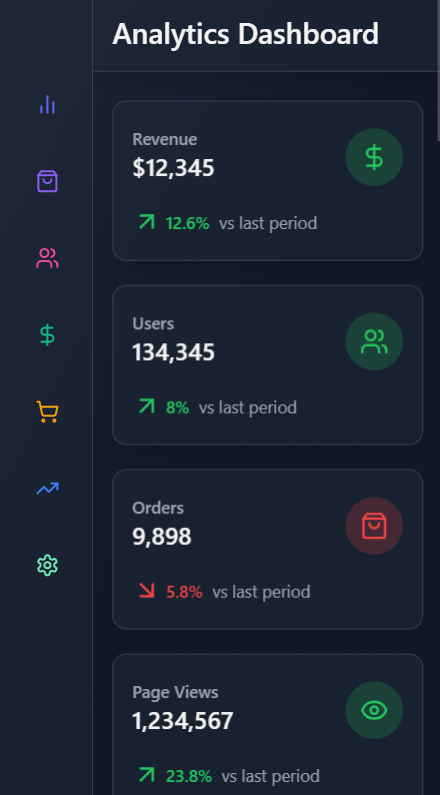 Analytics Dashboard
Revenue
$12,345
12.6% vs last period
Users
134,345
8% vs last period
Orders
9,898
5.8% vs last period
Page Views
1,234,567
23.8% vs last period